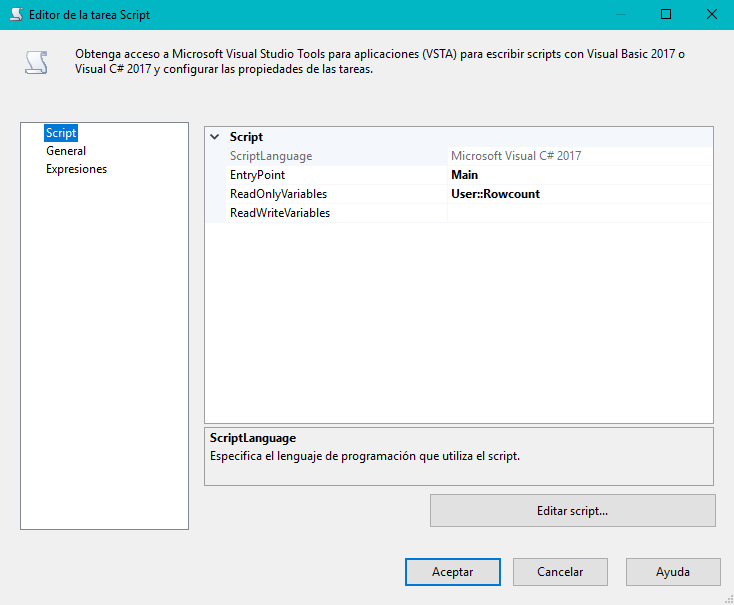 Editor de la tarea Script
Obtenga acceso a Microsoft Visual Studio Tools para aplicaciones (VSTA) para escribir scripts con Visual Basic 2017 o
Visual C# 2017 y configurar las propiedades de las tareas.
Script
General
Expresiones
Script
ScriptLanguage Microsoft Visual C# 2017
EntryPoint Main
ReadOnlyVariables User::Rowcount
ReadWriteVariables
ScriptLanguage
Especifica el lenguaje de programación que utiliza el script.
Editar script...
Aceptar Cancelar Ayuda